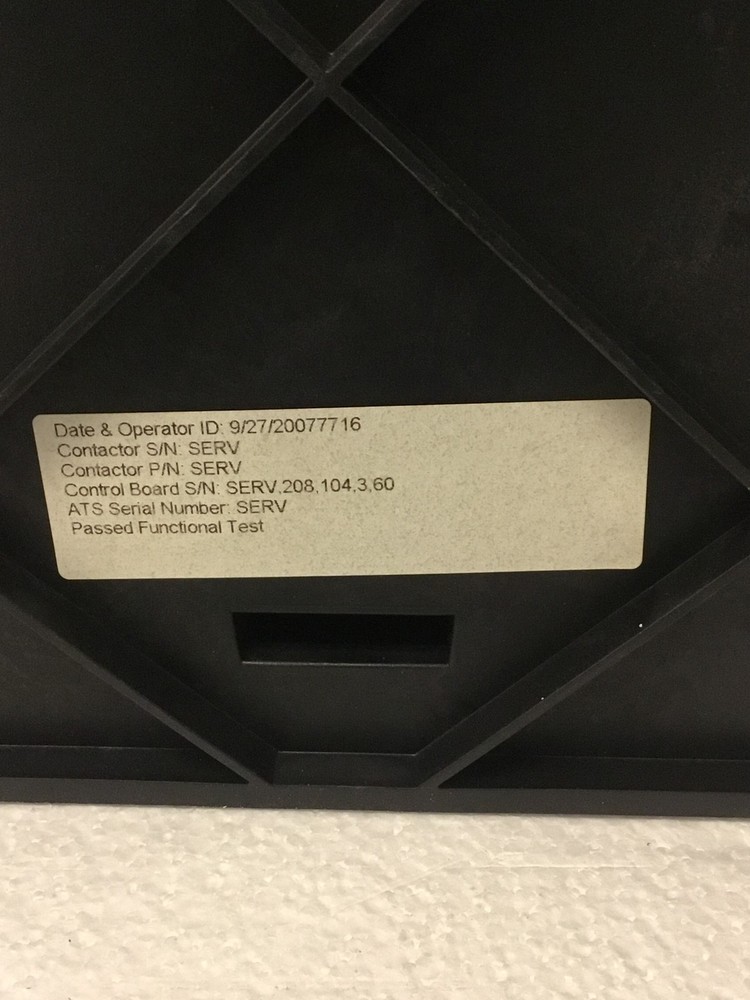 Date & Operator ID: 9/27/20077716
Contactor S/N: SERV
Contactor P/N: SERV
Control Board S/N: SERV,208,104,3,60
ATS Serial Number: SERV
Passed Functional Test